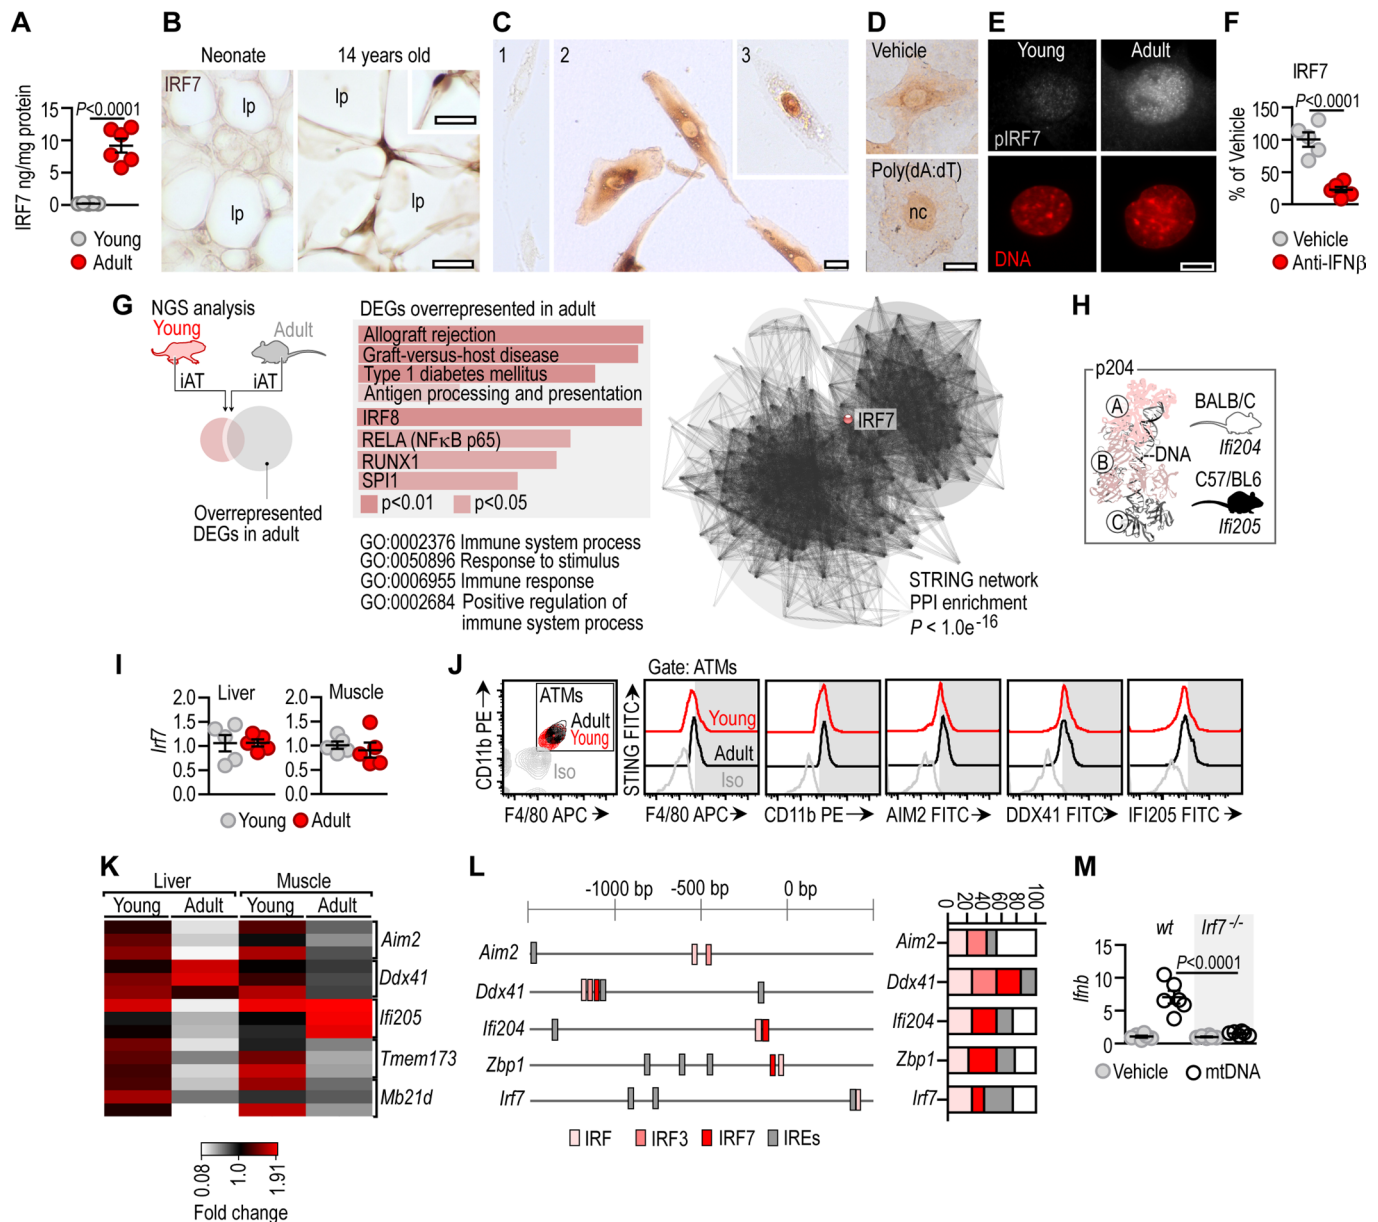 A
IRF7 ng/mg protein
15
10
5
0
P<0.0001
Young
Adult
B
Neonate
14 years old
IRF7
lp
lp
lp
lp
C
1
2
3
D
Vehicle
Poly(dA:dT)
nc
E
Young
Adult
pIRF7
DNA
F
IRF7
% of Vehicle
150
100
50
0
P<0.0001
Vehicle
Anti-IFNβ
G
NGS analysis
Young
Adult
iAT
iAT
Overrepresented
DEGs in adult
DEGs overrepresented in adult
Allograft rejection
Graft-versus-host disease
Type 1 diabetes mellitus
Antigen processing and presentation
IRF8
RELA (NFκB p65)
RUNX1
SPI1
p<0.01
p<0.05
GO:0002376 Immune system process
GO:0050896 Response to stimulus
GO:0006955 Immune response
GO:0002684 Positive regulation of
immune system process
IRF7
STRING network
PPI enrichment
P < 1.0e-16
H
p204
A
B
C
DNA
BALB/C
Ifi204
C57/BL6
Ifi205
I
Liver
Muscle
Irf7
2.0
1.5
1.0
0.5
0.0
2.0
1.5
1.0
0.5
0.0
Young
Adult
J
Gate: ATMs
CD11b PE
ATMs
Adult
Young
Iso
F4/80 APC
STING FITC
Young
Adult
Iso
F4/80 APC
CD11b PE
AIM2 FITC
DDX41 FITC
IFI205 FITC
K
Liver
Muscle
Young
Adult
Young
Adult
Aim2
Ddx41
Ifi205
Tmem173
Mb21d
0.08
1.0
1.91
Fold change
L
-1000 bp
-500 bp
0 bp
Aim2
Ddx41
Ifi204
Zbp1
Irf7
IRF
IRF3
IRF7
IREs
0
20
40
60
80
100
Aim2
Ddx41
Ifi204
Zbp1
Irf7
M
wt
Irf7 -/-
Ifnb
15
10
5
0
P<0.0001
Vehicle
mtDNA